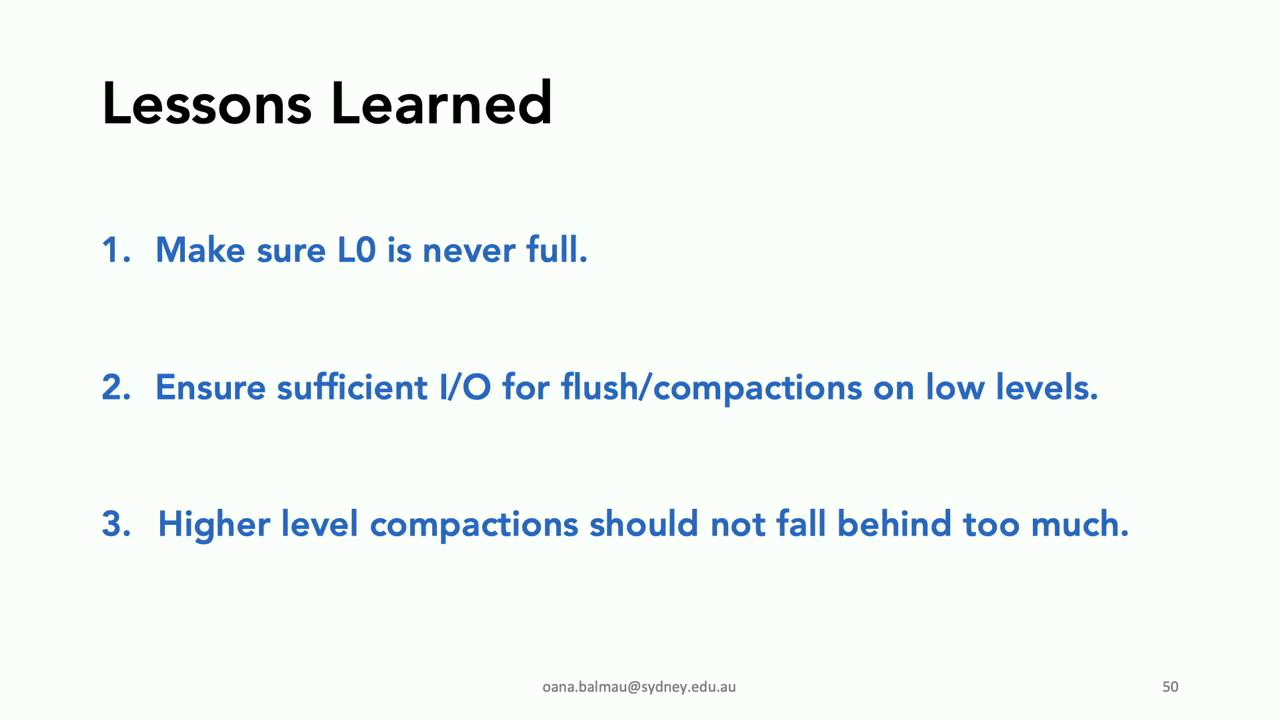 Lessons Learned
1. Make sure L0 is never full.
2. Ensure sufficient I/O for flush/compactions on low levels.
3. Higher level compactions should not fall behind too much.
oana.balmau@sydney.edu.au
50